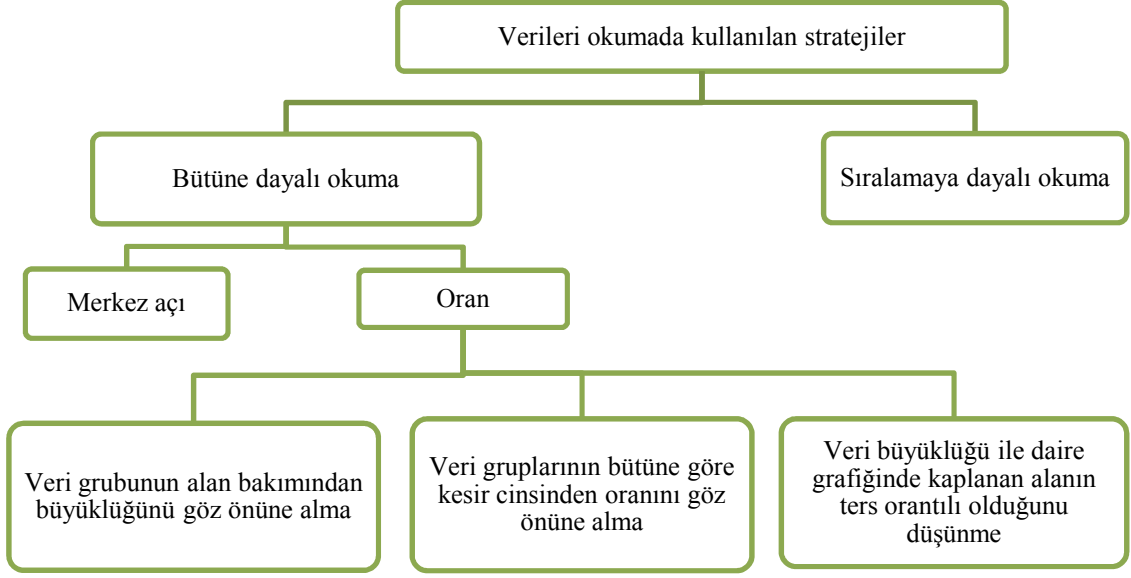 Verileri okumada kullanılan stratejiler
Bütüne dayalı okuma
Sıralamaya dayalı okuma
Merkez açı
Oran
Veri grubunun alan bakımından
büyüklüğünü göz önüne alma
Veri gruplarının bütüne göre
kesir cinsinden oranını göz
önüne alma
Veri büyüklüğü ile daire
grafiğinde kaplanan alanın
ters orantılı olduğunu
düşünme